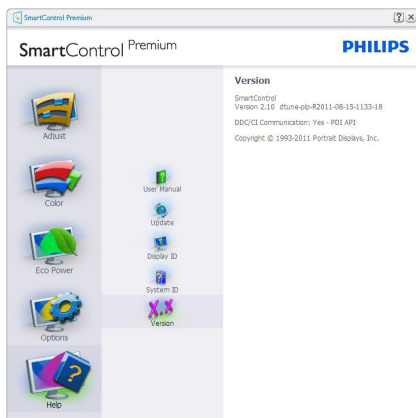 SmartControl Premium
SmartControl Premium
PHILIPS
Adjust
Color
Eco Power
Options
Help
User Manual
Update
Display ID
System ID
X.X
Version
Version
SmartControl
Version 2.10 dtune-plp-R2011-08-15-1133-18
DDC/CI Communication: Yes - PDI API
Copyright © 1993-2011 Portrait Displays, Inc.